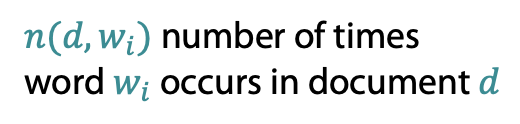 n(d, wᵢ) number of times
word wᵢ occurs in document d